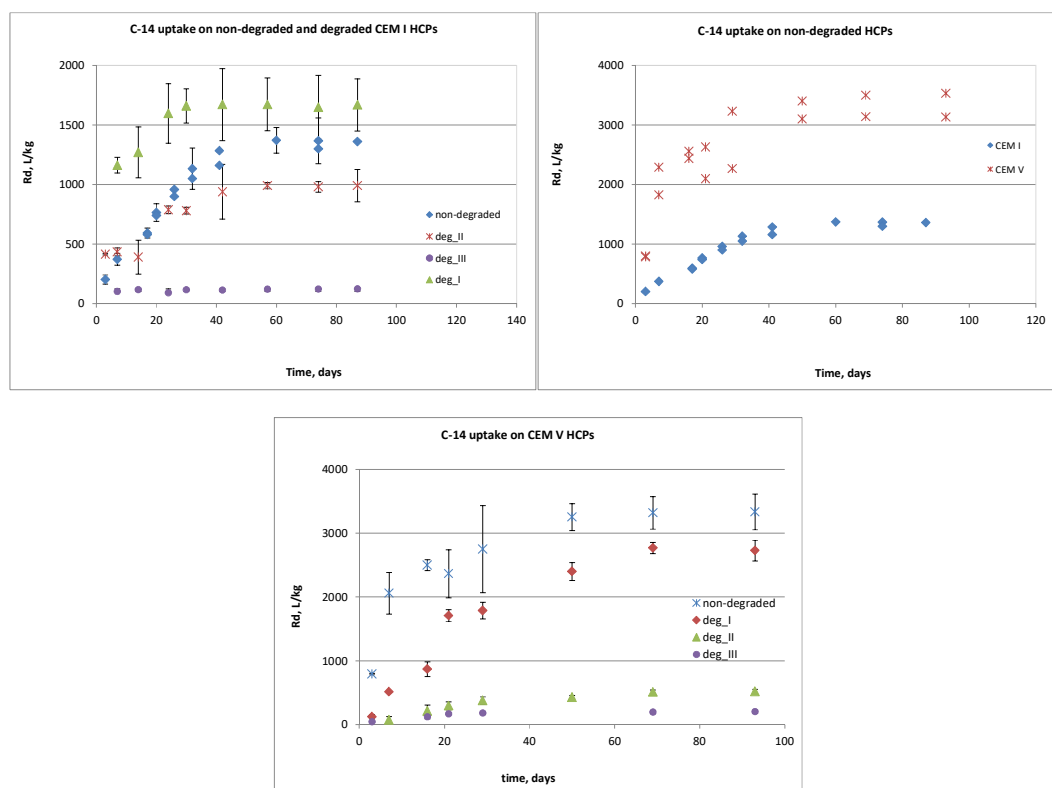 C-14 uptake on non-degraded and degraded CEM I HCPs
2000
1500
1000
500
0
Rd, L/kg
0 20 40 60 80 100 120 140
Time, days
non-degraded
deg_II
deg_III
deg_I
C-14 uptake on non-degraded HCPs
4000
3000
2000
1000
0
Rd, L/kg
0 20 40 60 80 100 120
Time, days
CEM I
CEM V
C-14 uptake on CEM V HCPs
4000
3000
2000
1000
0
Rd, L/kg
0 20 40 60 80 100
time, days
non-degraded
deg_I
deg_II
deg_III